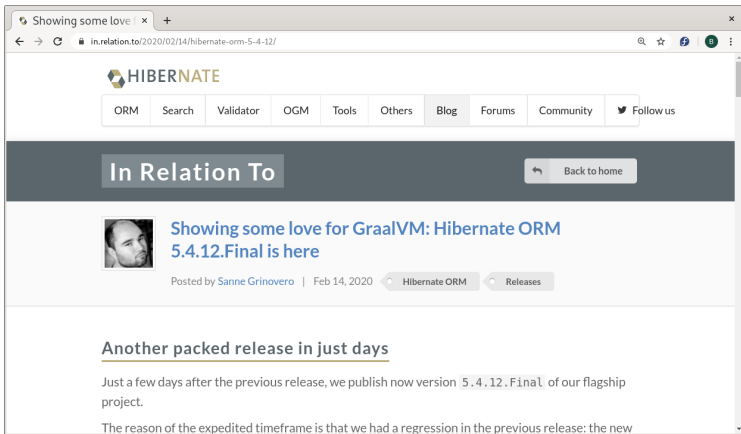 Showing some love f
in.relation.to/2020/02/14/hibernate-orm-5-4-12/
B
HIBERNATE
ORM Search Validator OGM Tools Others Blog Forums Community Follow us
In Relation To
Back to home
Showing some love for GraalVM: Hibernate ORM
5.4.12.Final is here
Posted by Sanne Grinovero | Feb 14, 2020 Hibernate ORM Releases
Another packed release in just days
Just a few days after the previous release, we publish now version 5.4.12.Final of our flagship
project.
The reason of the expedited timeframe is that we had a regression in the previous release: the new